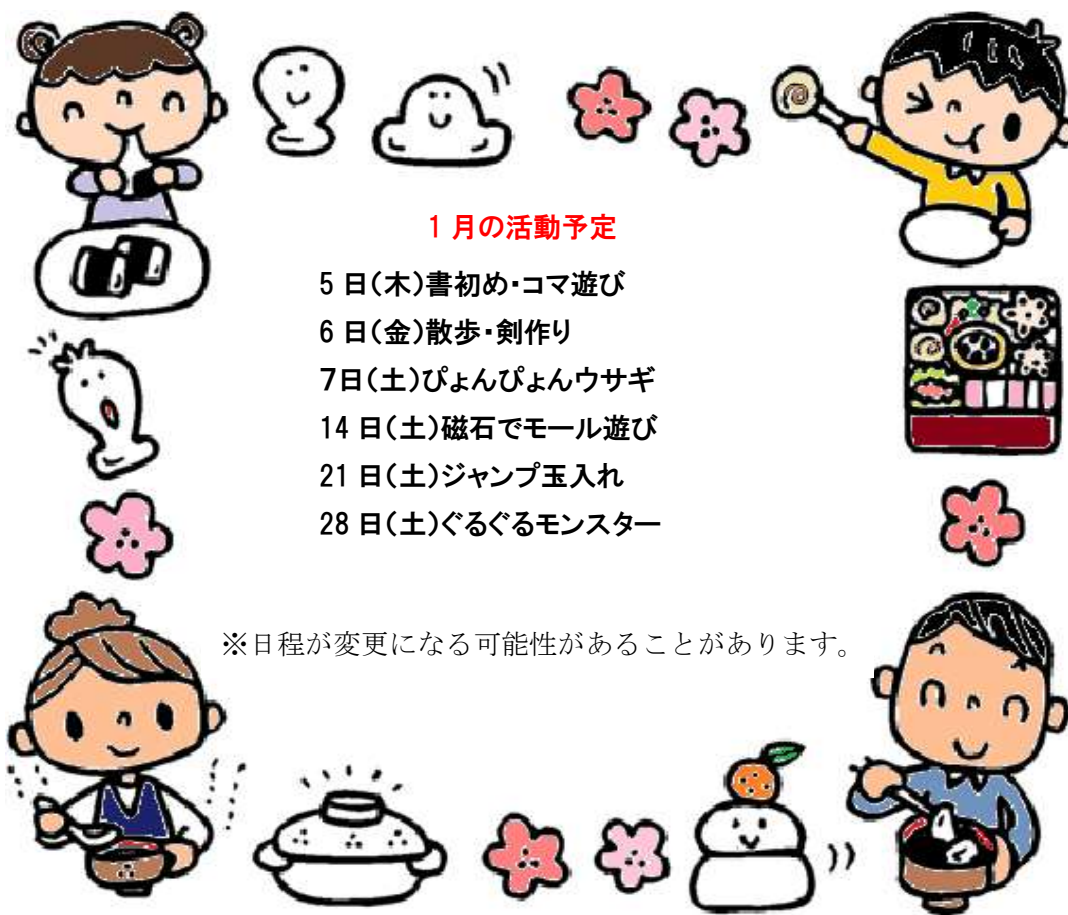 1 月の活動予定
5 日(木)書初め・コマ遊び
6 日(金)散歩・剣作り
7日(土)ぴょんぴょんウサギ
14 日(土)磁石でモール遊び
21 日(土)ジャンプ玉入れ
28 日(土)ぐるぐるモンスター
※日程が変更になる可能性があることがあります。